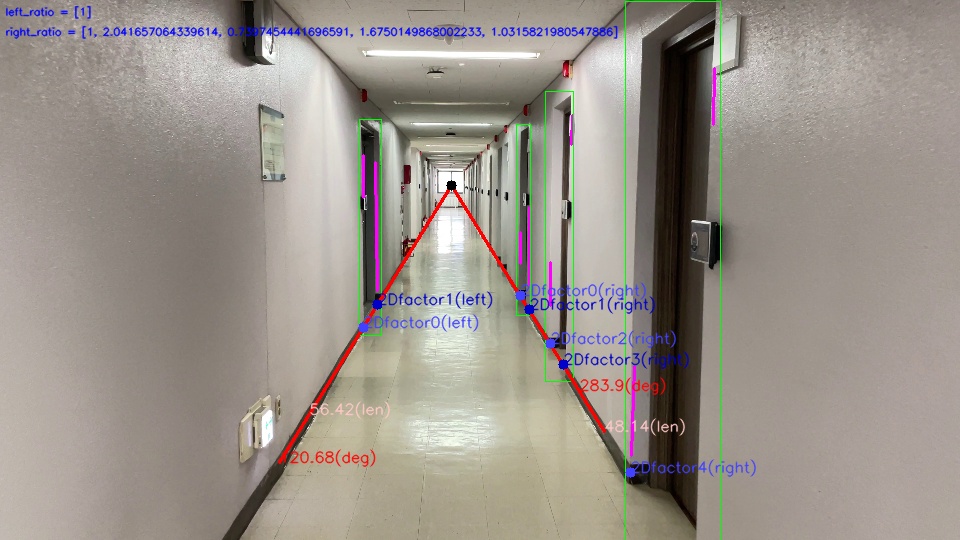 left_ratio = [1]
right_ratio = [1, 2.041657064339614, 0.7397454441696591, 1.6750149868002233, 1.0315821980547886]
2Dfactor0(right)
2Dfactor1(left)
2Dfactor1(right)
2Dfactor0(left)
2Dfactor2(right)
2Dfactor3(right)
283.9(deg)
56.42(len)
48.14(len)
20.68(deg)
2Dfactor4(right)